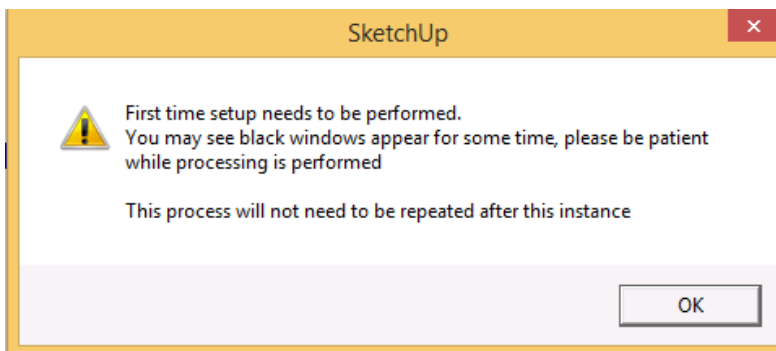 SketchUp
First time setup needs to be performed.
You may see black windows appear for some time, please be patient
while processing is performed
This process will not need to be repeated after this instance
OK